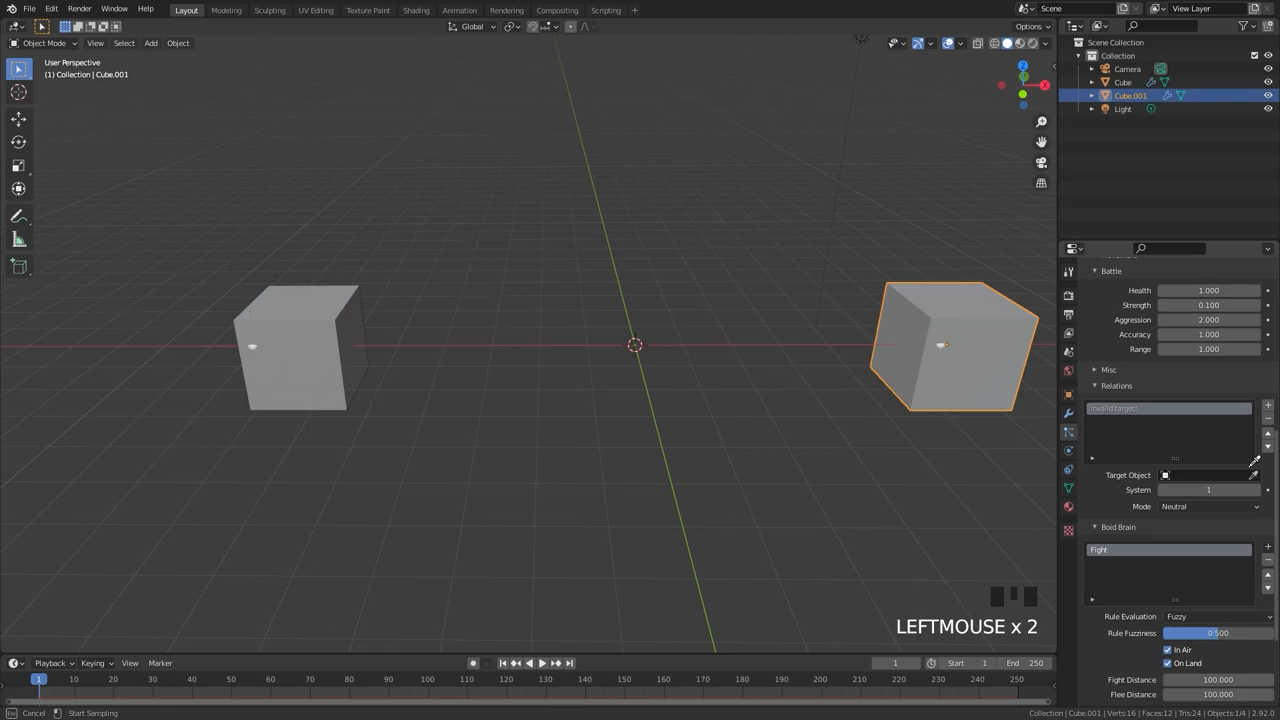 File Edit Render Window Help Layout Modeling Sculpting UV Editing Texture Paint Shading Animation Rendering Compositing Scripting + Scene View Layer
Global Options
Object Mode View Select Add Object
User Perspective
(1) Collection | Cube.001
Z
X
Scene Collection
Collection
Camera
Cube
Cube.001
Light
Battle
Health 1.000
Strength 0.100
Aggression 2.000
Accuracy 1.000
Range 1.000
Misc
Relations
Invalid target!
Target Object
System 1
Mode Neutral
Boid Brain
Fight
Rule Evaluation Fuzzy
Rule Fuzziness 0.500
In Air
On Land
Fight Distance 100.000
Flee Distance 100.000
LEFTMOUSE x 2
Playback Keying View Marker 1 Start 1 End 250
1 10 20 30 40 50 60 70 80 90 100 110 120 130 140 150 160 170 180 190 200 210 220 230 240 250
Cancel Start Sampling Collection | Cube.001 | Verts:16 | Faces:12 | Tris:24 | Objects:1/4 | 2.92.0